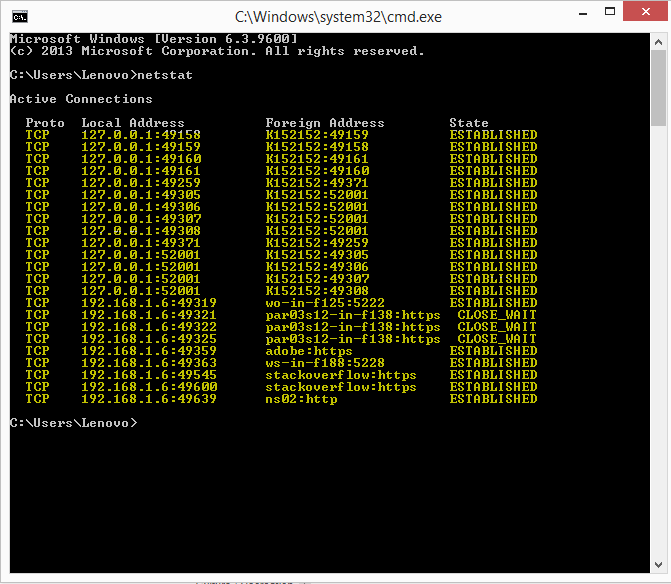 C:\Windows\system32\cmd.exe
Microsoft Windows [Version 6.3.9600]
(c) 2013 Microsoft Corporation. All rights reserved.
C:\Users\Lenovo>netstat
Active Connections
Proto  Local Address          Foreign Address        State
TCP    127.0.0.1:49158        K152152:49159          ESTABLISHED
TCP    127.0.0.1:49159        K152152:49158          ESTABLISHED
TCP    127.0.0.1:49160        K152152:49161          ESTABLISHED
TCP    127.0.0.1:49161        K152152:49160          ESTABLISHED
TCP    127.0.0.1:49259        K152152:49371          ESTABLISHED
TCP    127.0.0.1:49305        K152152:52001          ESTABLISHED
TCP    127.0.0.1:49306        K152152:52001          ESTABLISHED
TCP    127.0.0.1:49307        K152152:52001          ESTABLISHED
TCP    127.0.0.1:49308        K152152:52001          ESTABLISHED
TCP    127.0.0.1:49371        K152152:49259          ESTABLISHED
TCP    127.0.0.1:52001        K152152:49305          ESTABLISHED
TCP    127.0.0.1:52001        K152152:49306          ESTABLISHED
TCP    127.0.0.1:52001        K152152:49307          ESTABLISHED
TCP    127.0.0.1:52001        K152152:49308          ESTABLISHED
TCP    192.168.1.6:49319      wo-in-f125:5222        ESTABLISHED
TCP    192.168.1.6:49321      par03s12-in-f138:https  CLOSE_WAIT
TCP    192.168.1.6:49322      par03s12-in-f138:https  CLOSE_WAIT
TCP    192.168.1.6:49325      par03s12-in-f138:https  CLOSE_WAIT
TCP    192.168.1.6:49359      adobe:https            ESTABLISHED
TCP    192.168.1.6:49363      ws-in-f188:5228        ESTABLISHED
TCP    192.168.1.6:49545      stackoverflow:https    ESTABLISHED
TCP    192.168.1.6:49600      stackoverflow:https    ESTABLISHED
TCP    192.168.1.6:49639      ns02:http              ESTABLISHED
C:\Users\Lenovo>